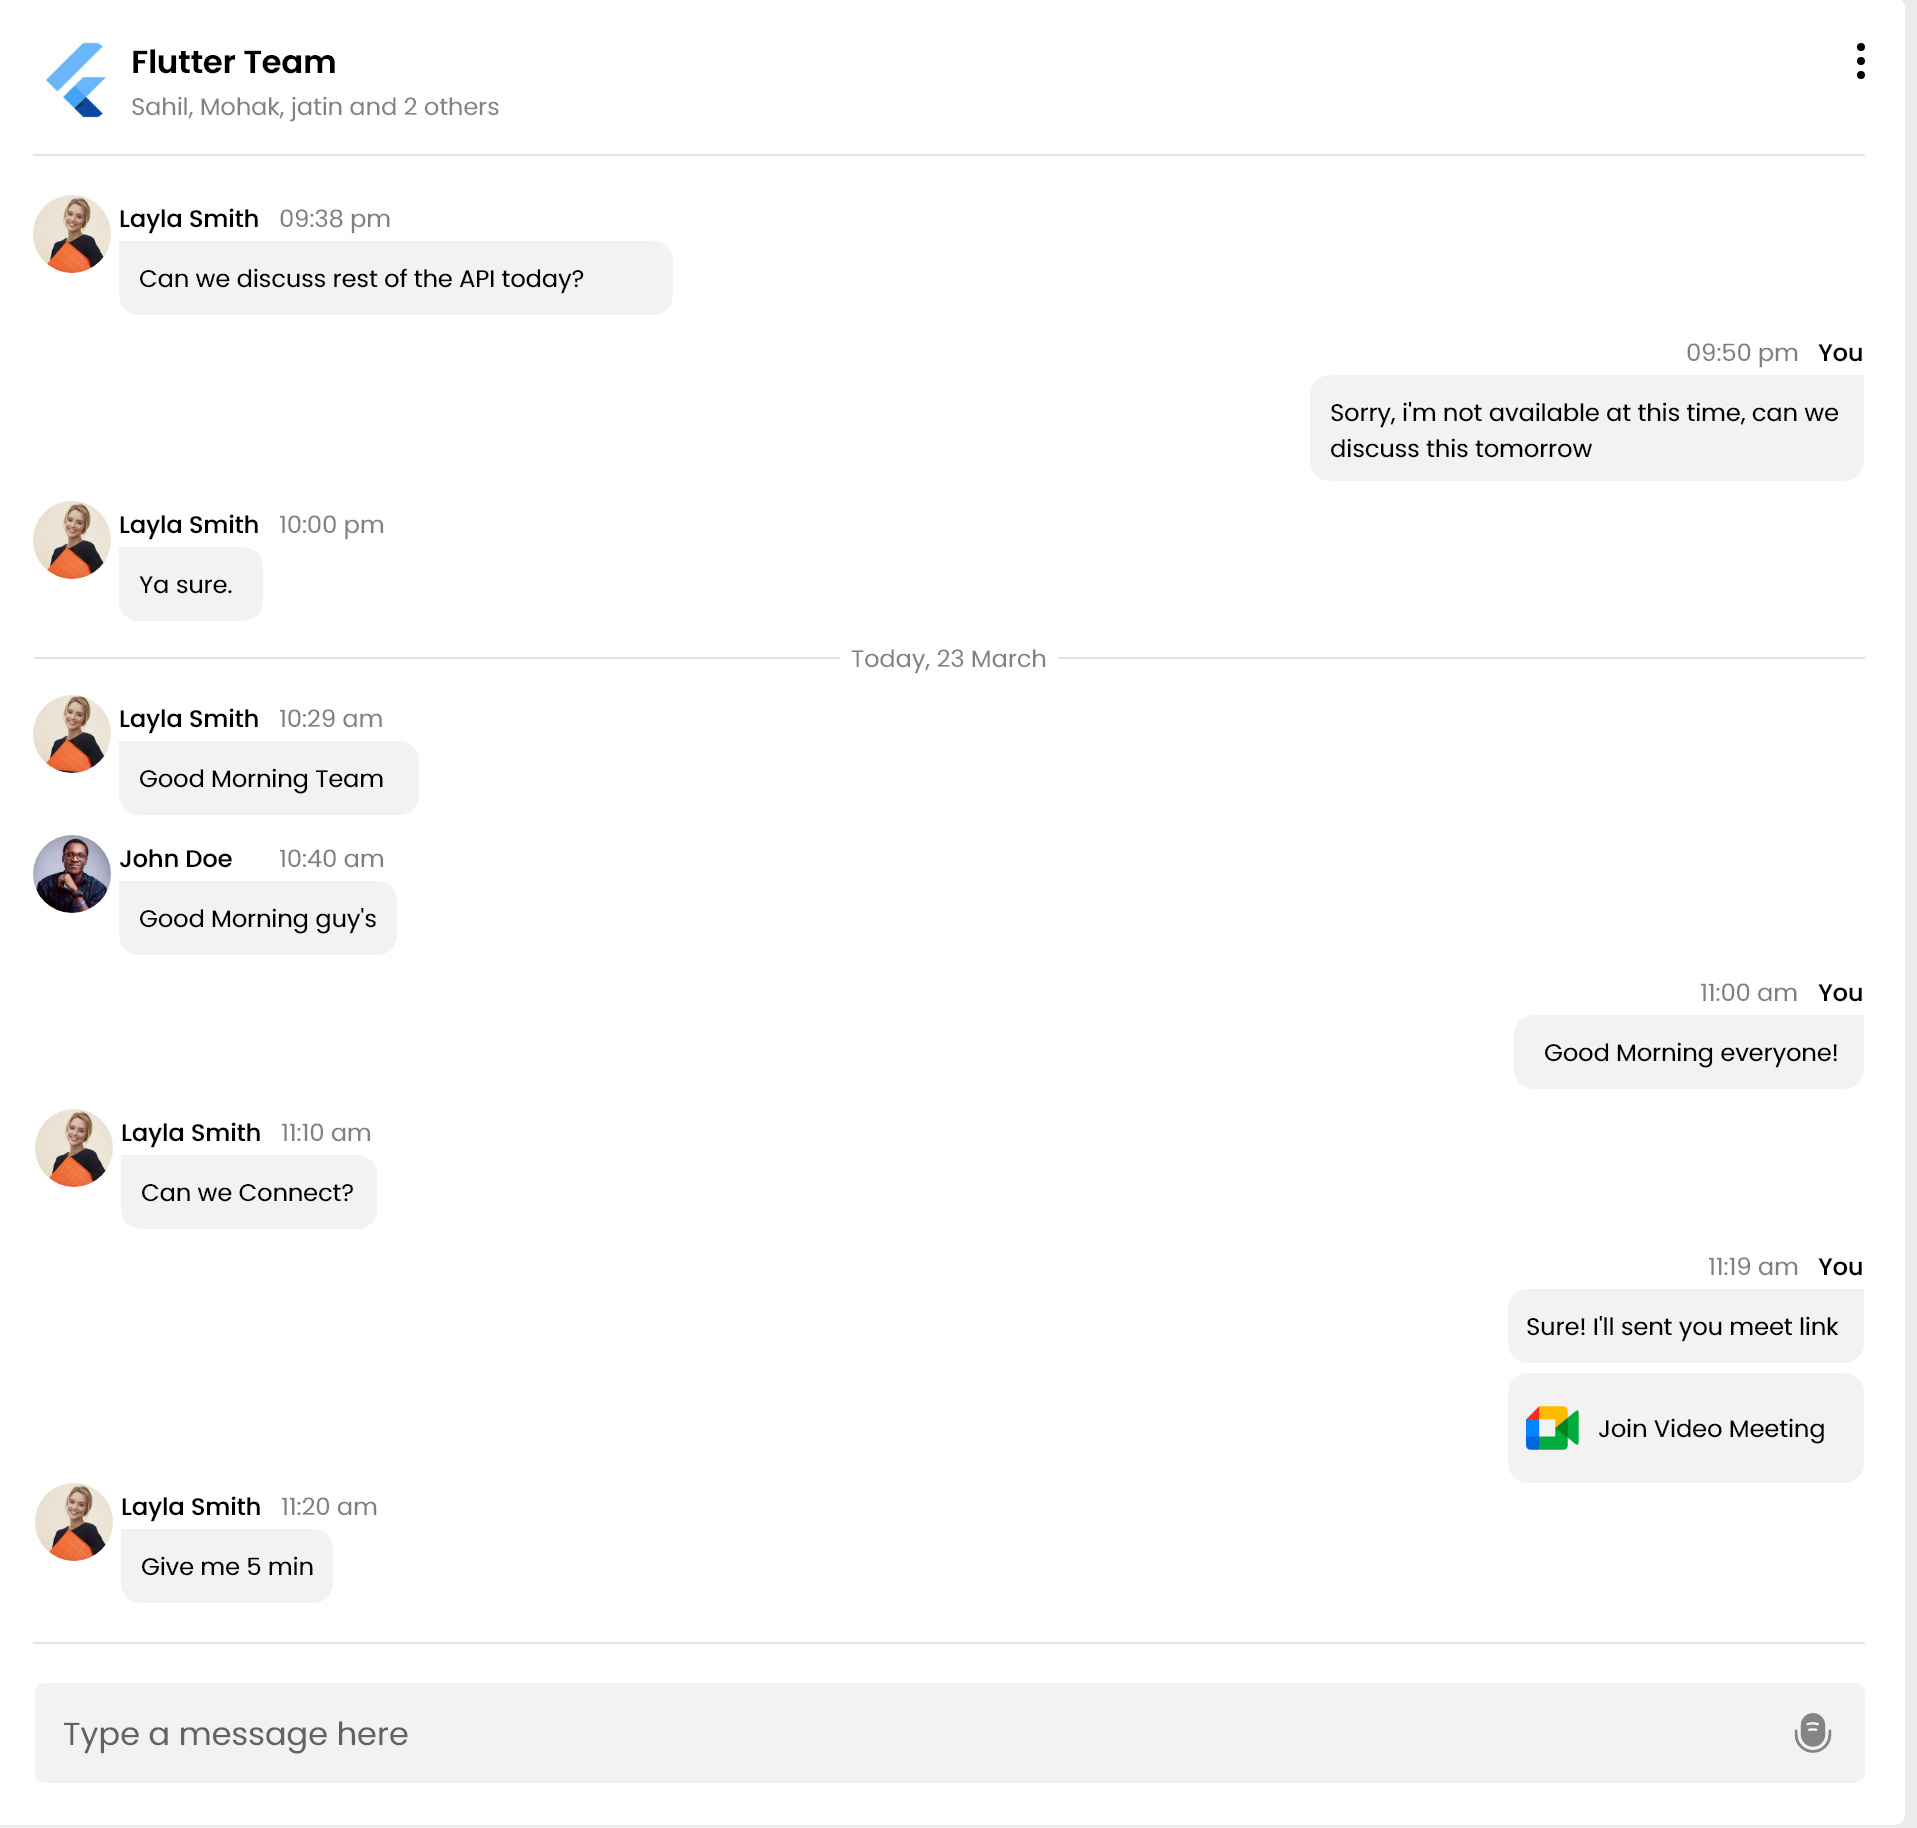 Flutter Team
Sahil, Mohak, jatin and 2 others
Layla Smith 09:38 pm
Can we discuss rest of the API today?
09:50 pm You
Sorry, i'm not available at this time, can we
discuss this tomorrow
Layla Smith 10:00 pm
Ya sure.
Today, 23 March
Layla Smith 10:29 am
Good Morning Team
John Doe 10:40 am
Good Morning guy's
11:00 am You
Good Morning everyone!
Layla Smith 11:10 am
Can we Connect?
11:19 am You
Sure! I'll sent you meet link
Join Video Meeting
Layla Smith 11:20 am
Give me 5 min
Type a message here